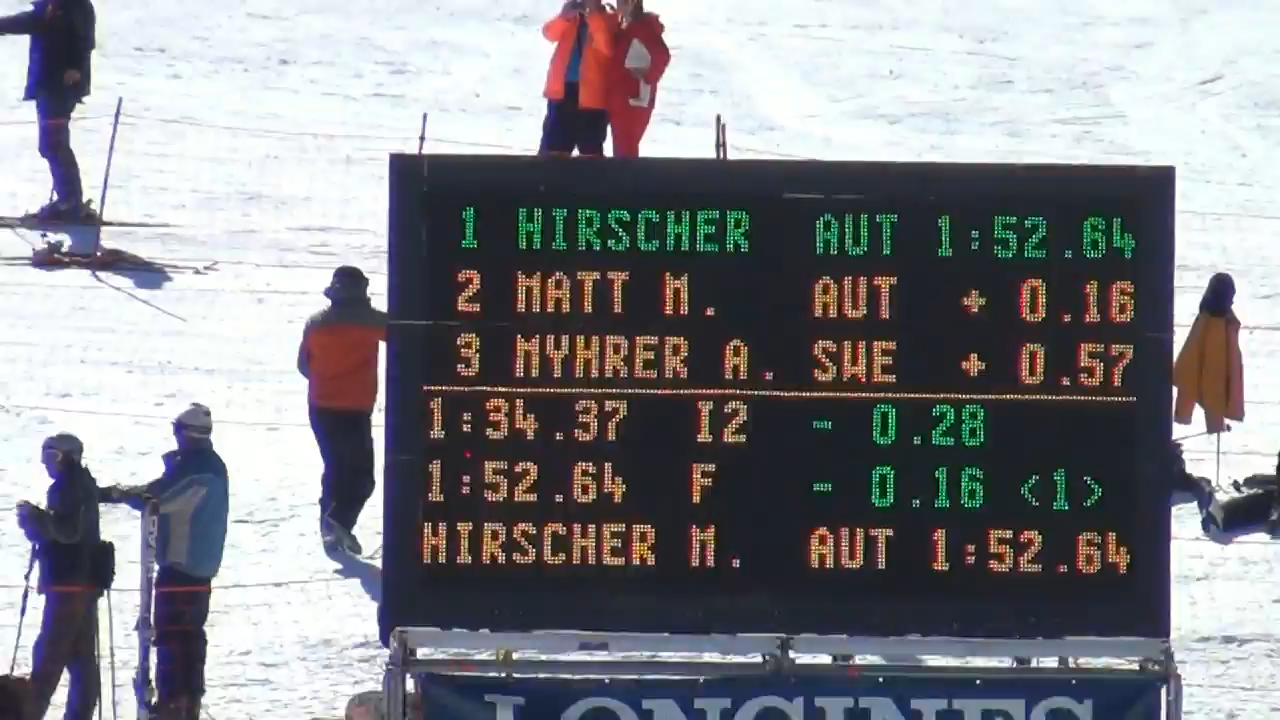 1 HIRSCHER AUT 1:52.64
2 MATT M. AUT + 0.16
3 MYHRER A. SWE + 0.57
1:34.37 I2 - 0.28
1:52.64 F - 0.16 <1>
HIRSCHER M. AUT 1:52.64
LONGINES